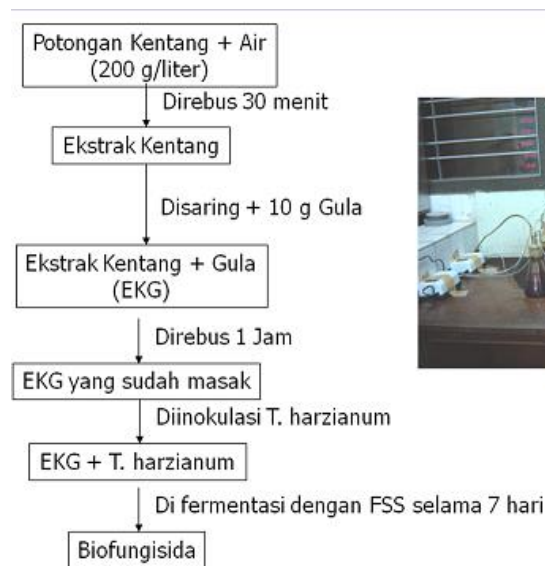 Potongan Kentang + Air
(200 g/liter)
Direbus 30 menit
Ekstrak Kentang
Disaring + 10 g Gula
Ekstrak Kentang + Gula
(EKG)
Direbus 1 Jam
EKG yang sudah masak
Diinokulasi T. harzianum
EKG + T. harzianum
Di fermentasi dengan FSS selama 7 hari
Biofungisida